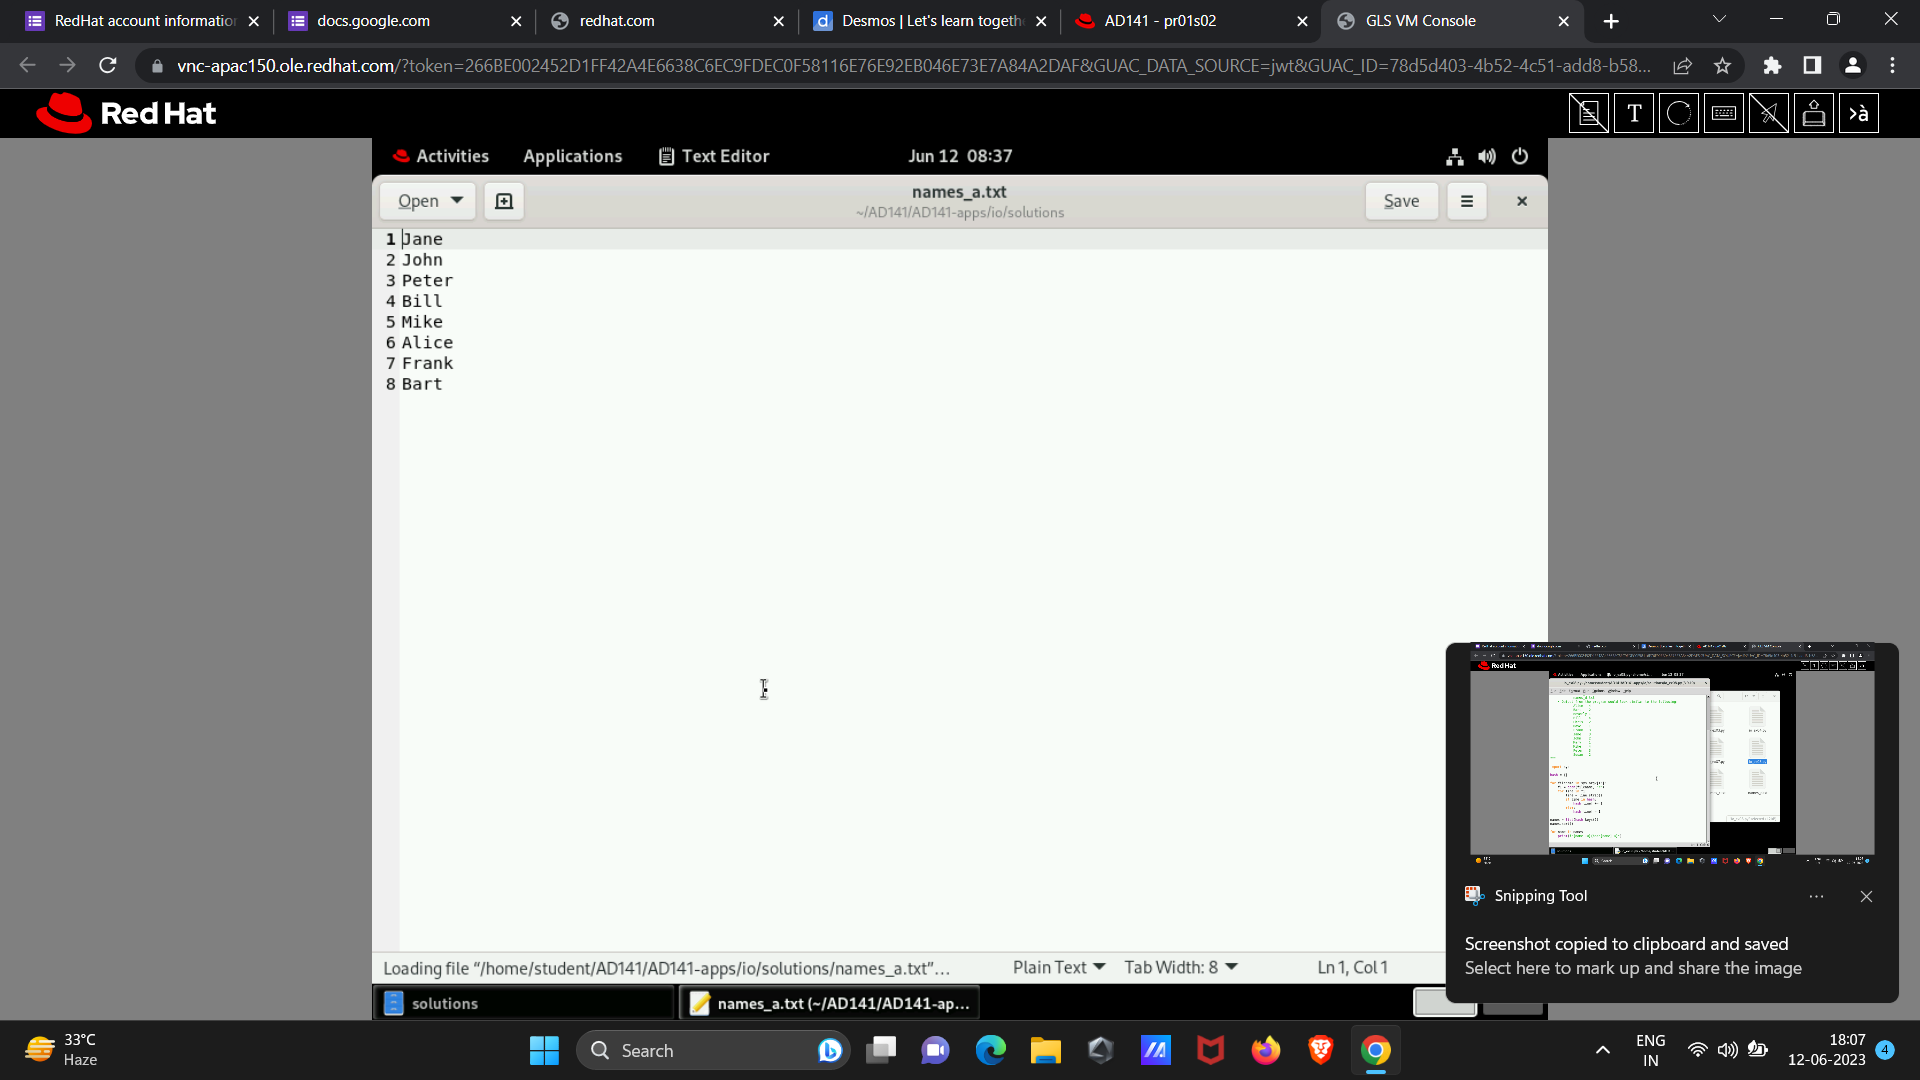 RedHat account information
docs.google.com
redhat.com
Desmos | Let's learn togeth
AD141 - pr01s02
GLS VM Console
vnc-apac150.ole.redhat.com/?token=266BE002452D1FF42A4E6638C6EC9FDEC0F58116E76E92EB046E73E7A84A2DAF&GUAC_DATA_SOURCE=jwt&GUAC_ID=78d5d403-4b52-4c51-add8-b58...
Red Hat
T
>à
Activities Applications Text Editor Jun 12 08:37
Open
names_a.txt
~/AD141/AD141-apps/io/solutions
Save
1 Jane
2 John
3 Peter
4 Bill
5 Mike
6 Alice
7 Frank
8 Bart
Snipping Tool
Screenshot copied to clipboard and saved
Select here to mark up and share the image
Loading file "/home/student/AD141/AD141-apps/io/solutions/names_a.txt"... Plain Text Tab Width: 8 Ln 1, Col 1
solutions
names_a.txt (~/AD141/AD141-ap...
33°C
Haze
Search
ENG
IN
18:07
12-06-2023
4